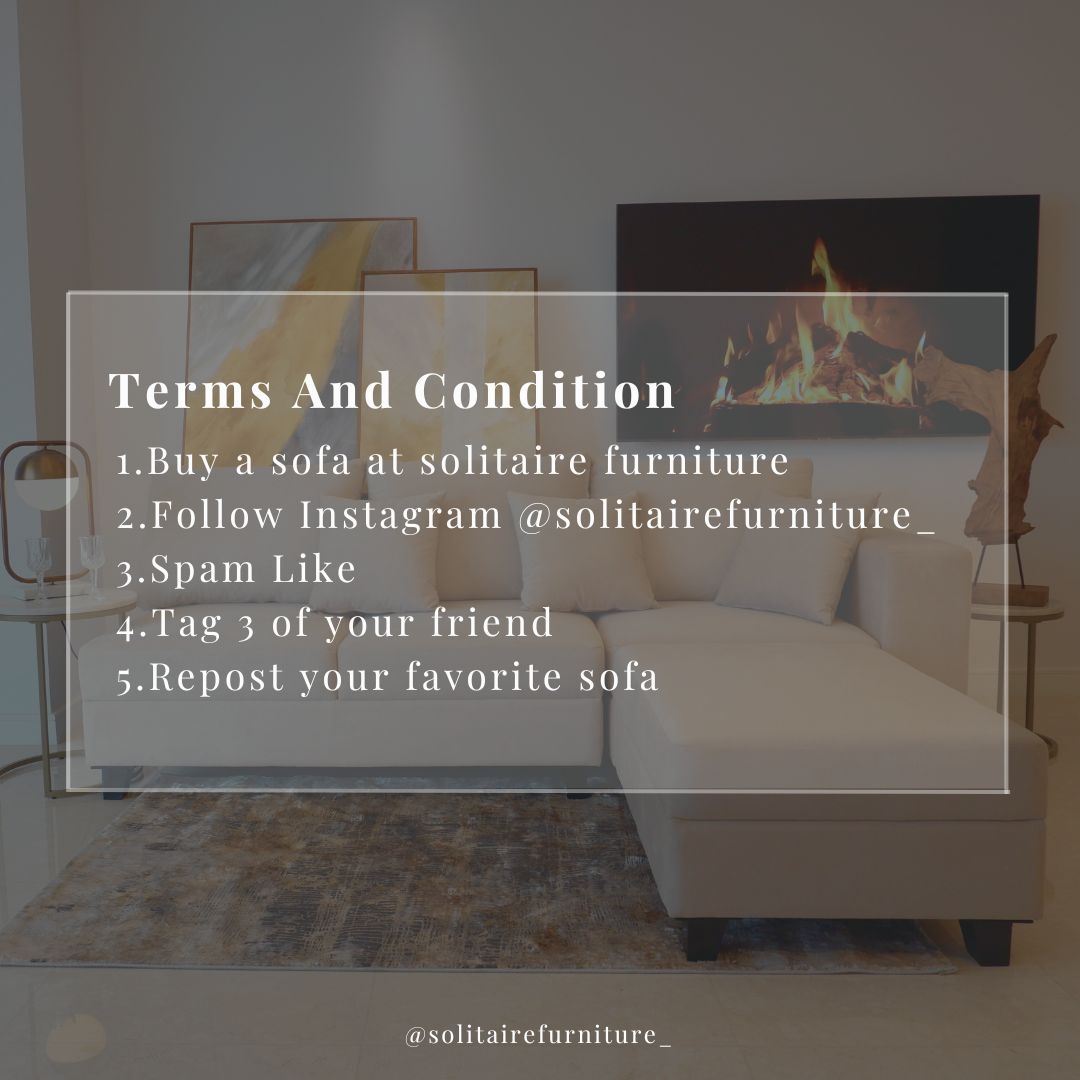 Terms And Condition
1.Buy a sofa at solitaire furniture
2.Follow Instagram @solitairefurniture_
3.Spam Like
4.Tag 3 of your friend
5.Repost your favorite sofa
@solitairefurniture_